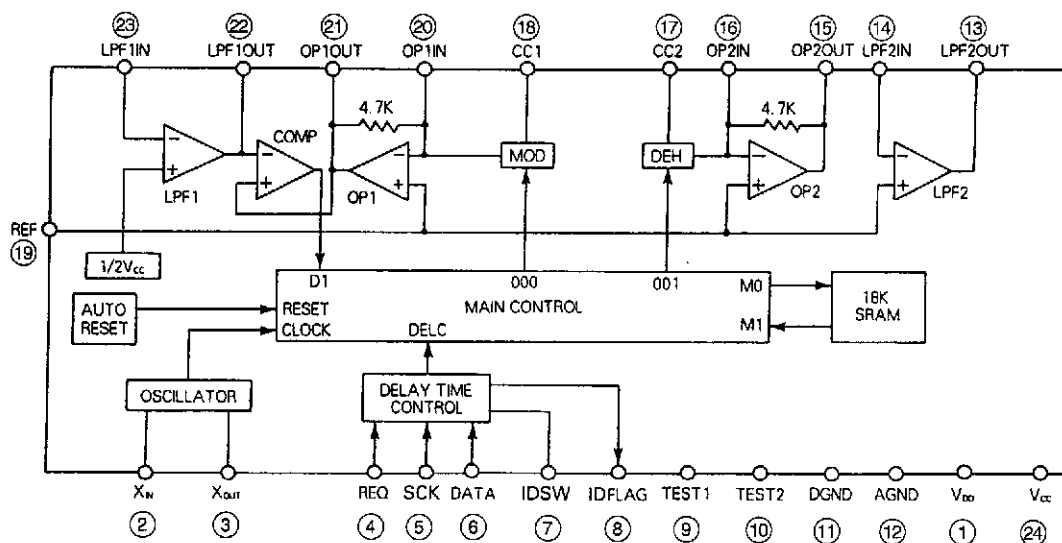 23 22 21 20 18 17 16 15 14 13
LPF1IN LPF1OUT OP1OUT OP1IN CC1 CC2 OP2IN OP2OUT LPF2IN LPF2OUT
4.7K 4.7K
COMP
− − − MOD DEH − −
+ + + + +
LPF1 OP1 OP2 LPF2
REF
19
1/2Vcc
D1 000 001 M0
AUTO RESET MAIN CONTROL 18K
RESET CLOCK DELC M1 SRAM
OSCILLATOR DELAY TIME
CONTROL
XIN XOUT REQ SCK DATA IDSW IDFLAG TEST1 TEST2 DGND AGND VDD VCC
2 3 4 5 6 7 8 9 10 11 12 1 24